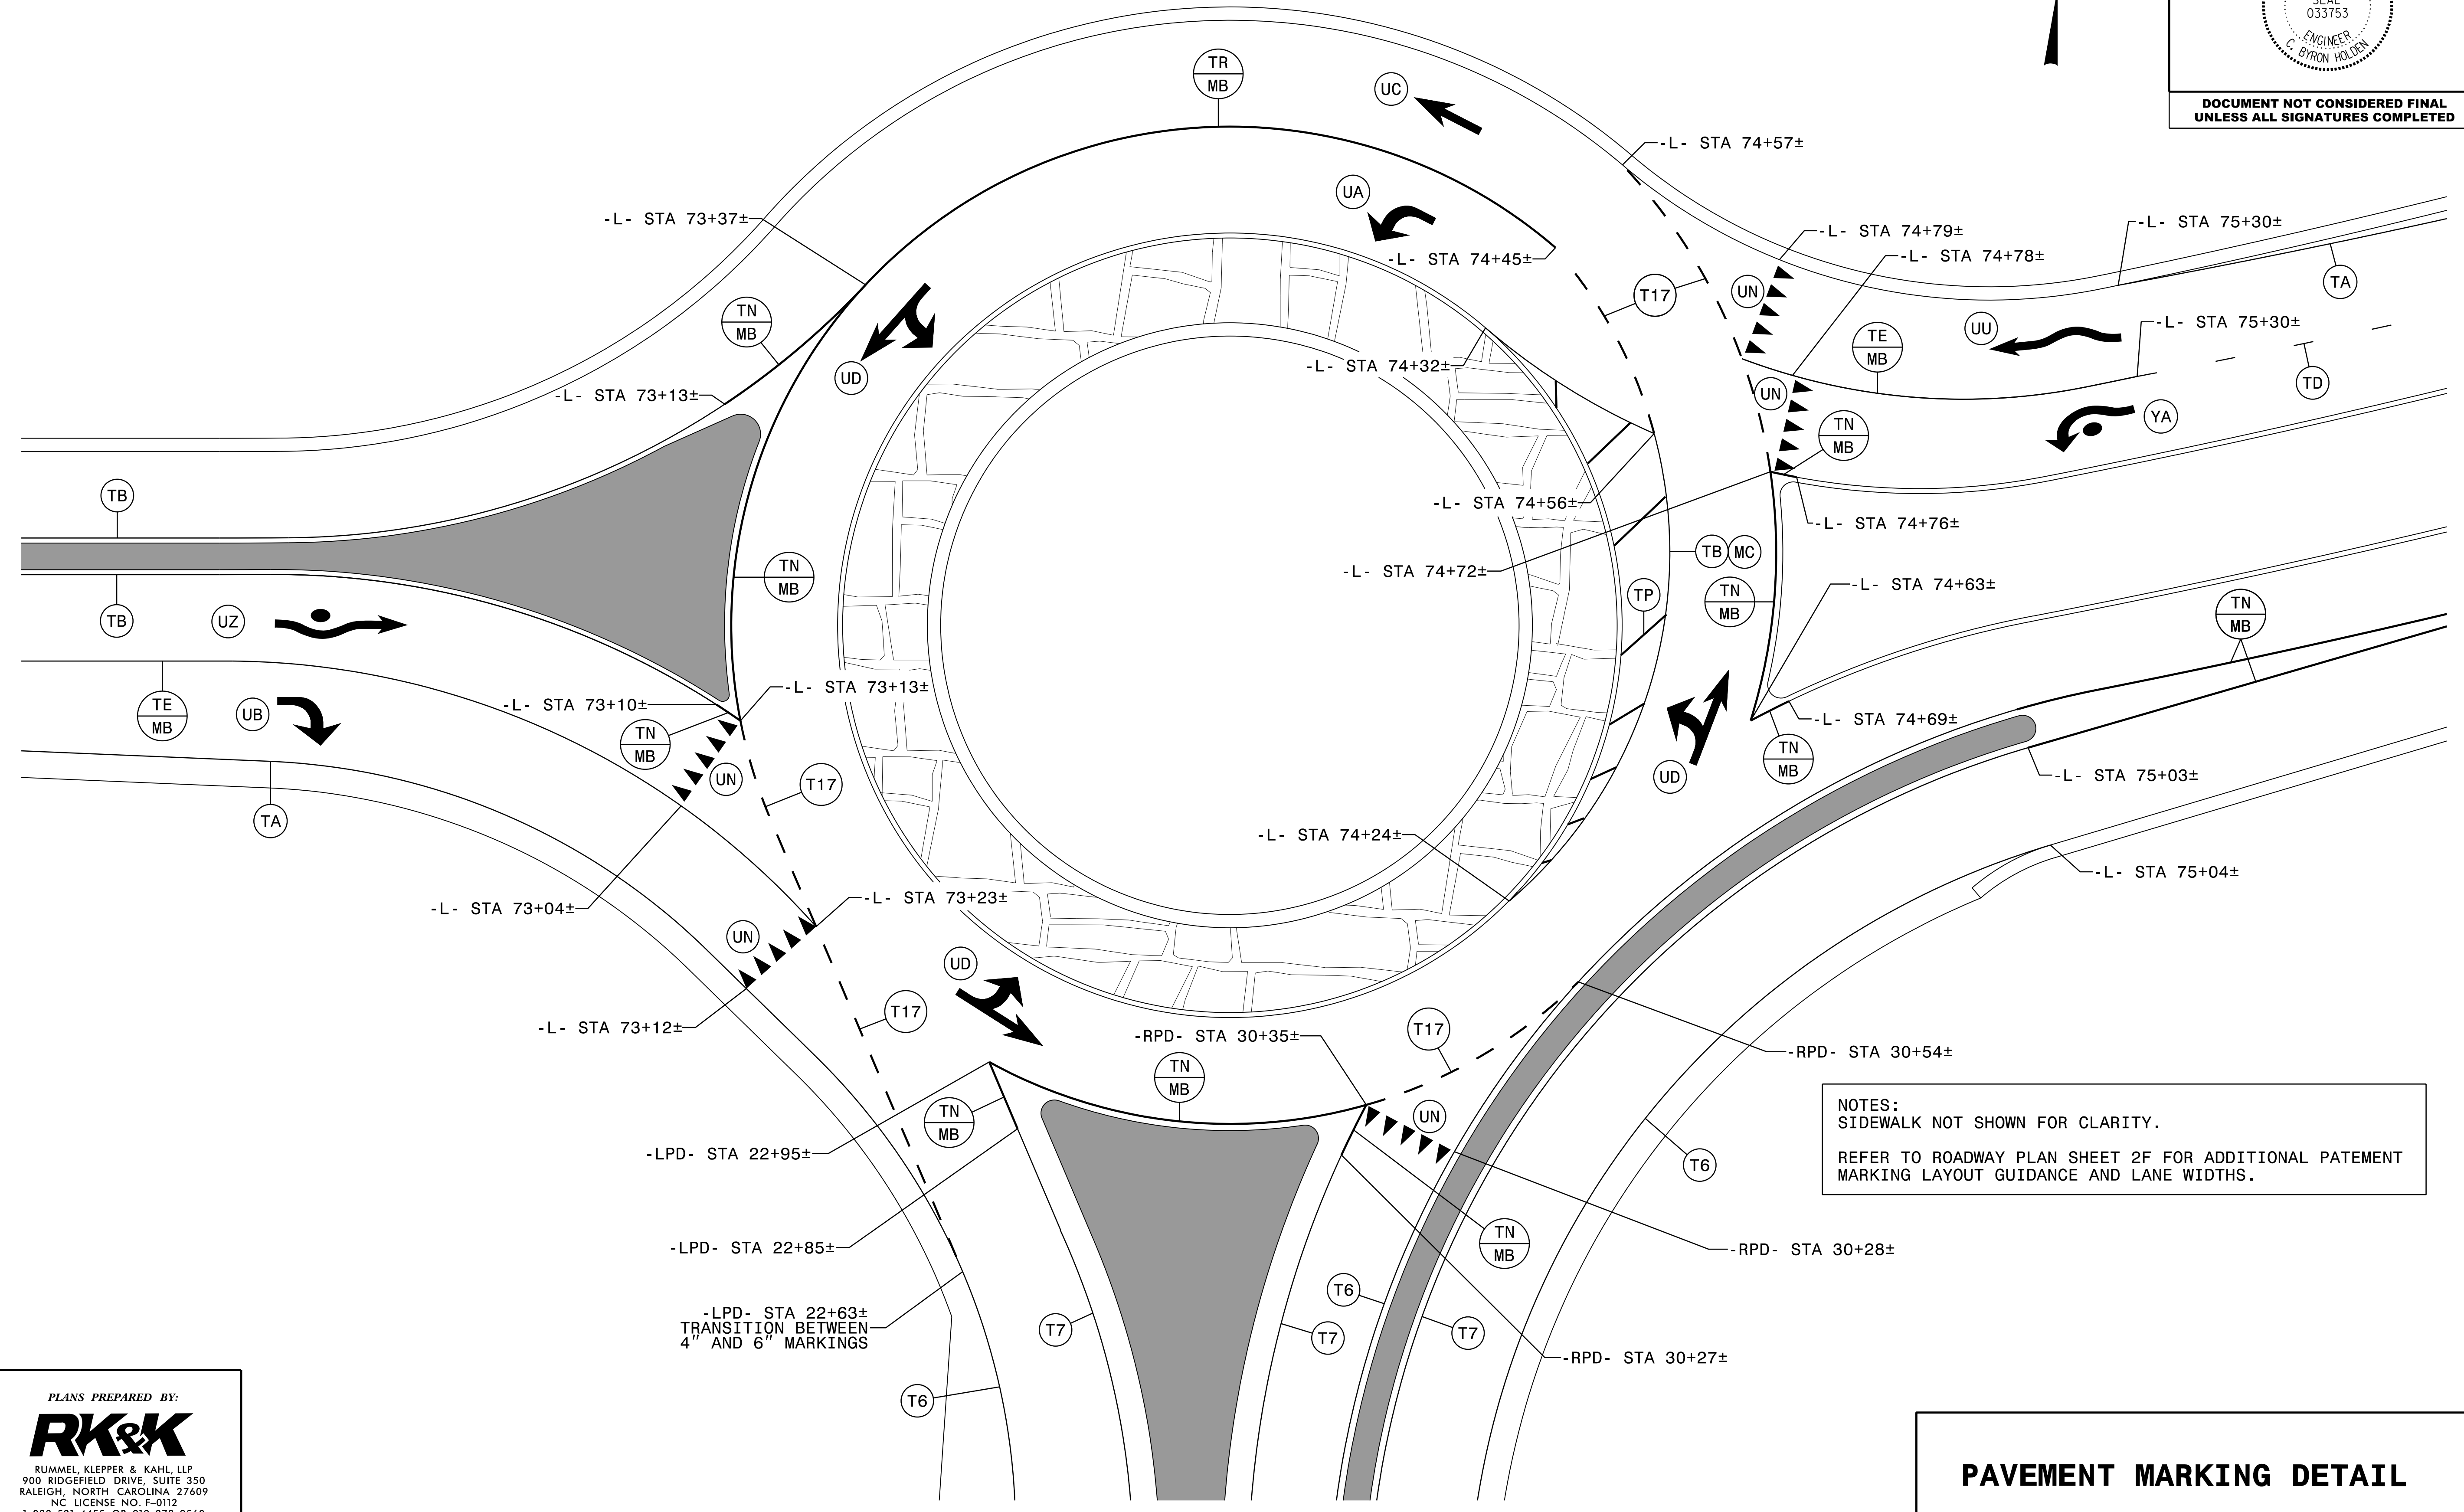 SEAL
033753
ENGINEER
C. BYRON HOLDEN
DOCUMENT NOT CONSIDERED FINAL
UNLESS ALL SIGNATURES COMPLETED
TR
MB
UC
-L- STA 74+57±
UA
-L- STA 73+37±
-L- STA 74+79±
-L- STA 75+30±
-L- STA 74+45±
-L- STA 74+78±
T17
UN
TA
TN
MB
UU
-L- STA 75+30±
TE
MB
UD
-L- STA 74+32±
TD
-L- STA 73+13±
UN
YA
TN
MB
TB
-L- STA 74+56±
-L- STA 74+76±
TB
MC
-L- STA 74+72±
TN
MB
-L- STA 74+63±
TP
TN
MB
TN
MB
TB
UZ
-L- STA 73+13±
-L- STA 73+10±
TE
MB
UB
-L- STA 74+69±
TN
MB
TN
MB
UN
T17
UD
-L- STA 75+03±
TA
-L- STA 74+24±
-L- STA 75+04±
-L- STA 73+04±
-L- STA 73+23±
UN
UD
T17
-L- STA 73+12±
-RPD- STA 30+35±
T17
-RPD- STA 30+54±
TN
MB
TN
MB
UN
NOTES:
SIDEWALK NOT SHOWN FOR CLARITY.
REFER TO ROADWAY PLAN SHEET 2F FOR ADDITIONAL PATEMENT
MARKING LAYOUT GUIDANCE AND LANE WIDTHS.
-LPD- STA 22+95±
T6
-LPD- STA 22+85±
TN
MB
-RPD- STA 30+28±
T6
-LPD- STA 22+63±
TRANSITION BETWEEN
4" AND 6" MARKINGS
T7
T7
T7
-RPD- STA 30+27±
T6
PLANS PREPARED BY:
RK&K
RUMMEL, KLEPPER & KAHL, LLP
900 RIDGEFIELD DRIVE, SUITE 350
RALEIGH, NORTH CAROLINA 27609
NC LICENSE NO. F-0112
PAVEMENT MARKING DETAIL